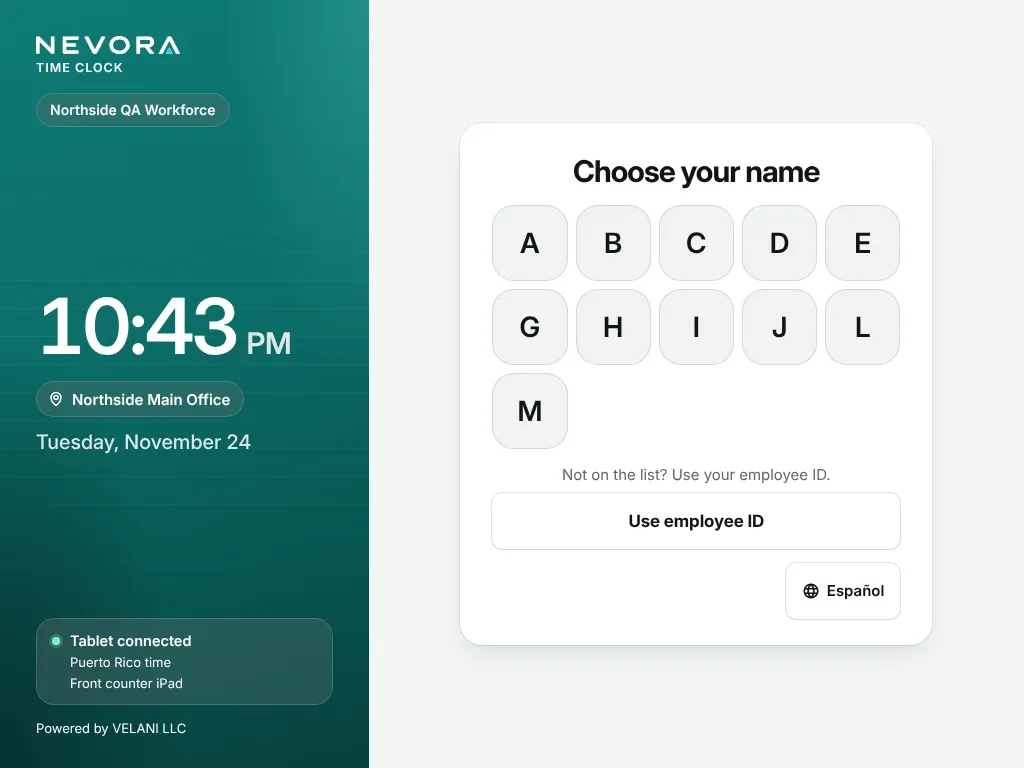 NEVORA
TIME CLOCK
Northside QA Workforce
10:43 PM
Northside Main Office
Tuesday, November 24
Tablet connected
Puerto Rico time
Front counter iPad
Powered by VELANI LLC
Choose your name
A B C D E
G H I J L
M
Not on the list? Use your employee ID.
Use employee ID
Español